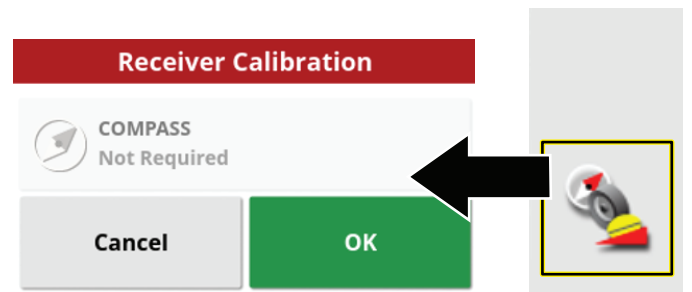 Receiver Calibration
COMPASS
Not Required
Cancel
OK